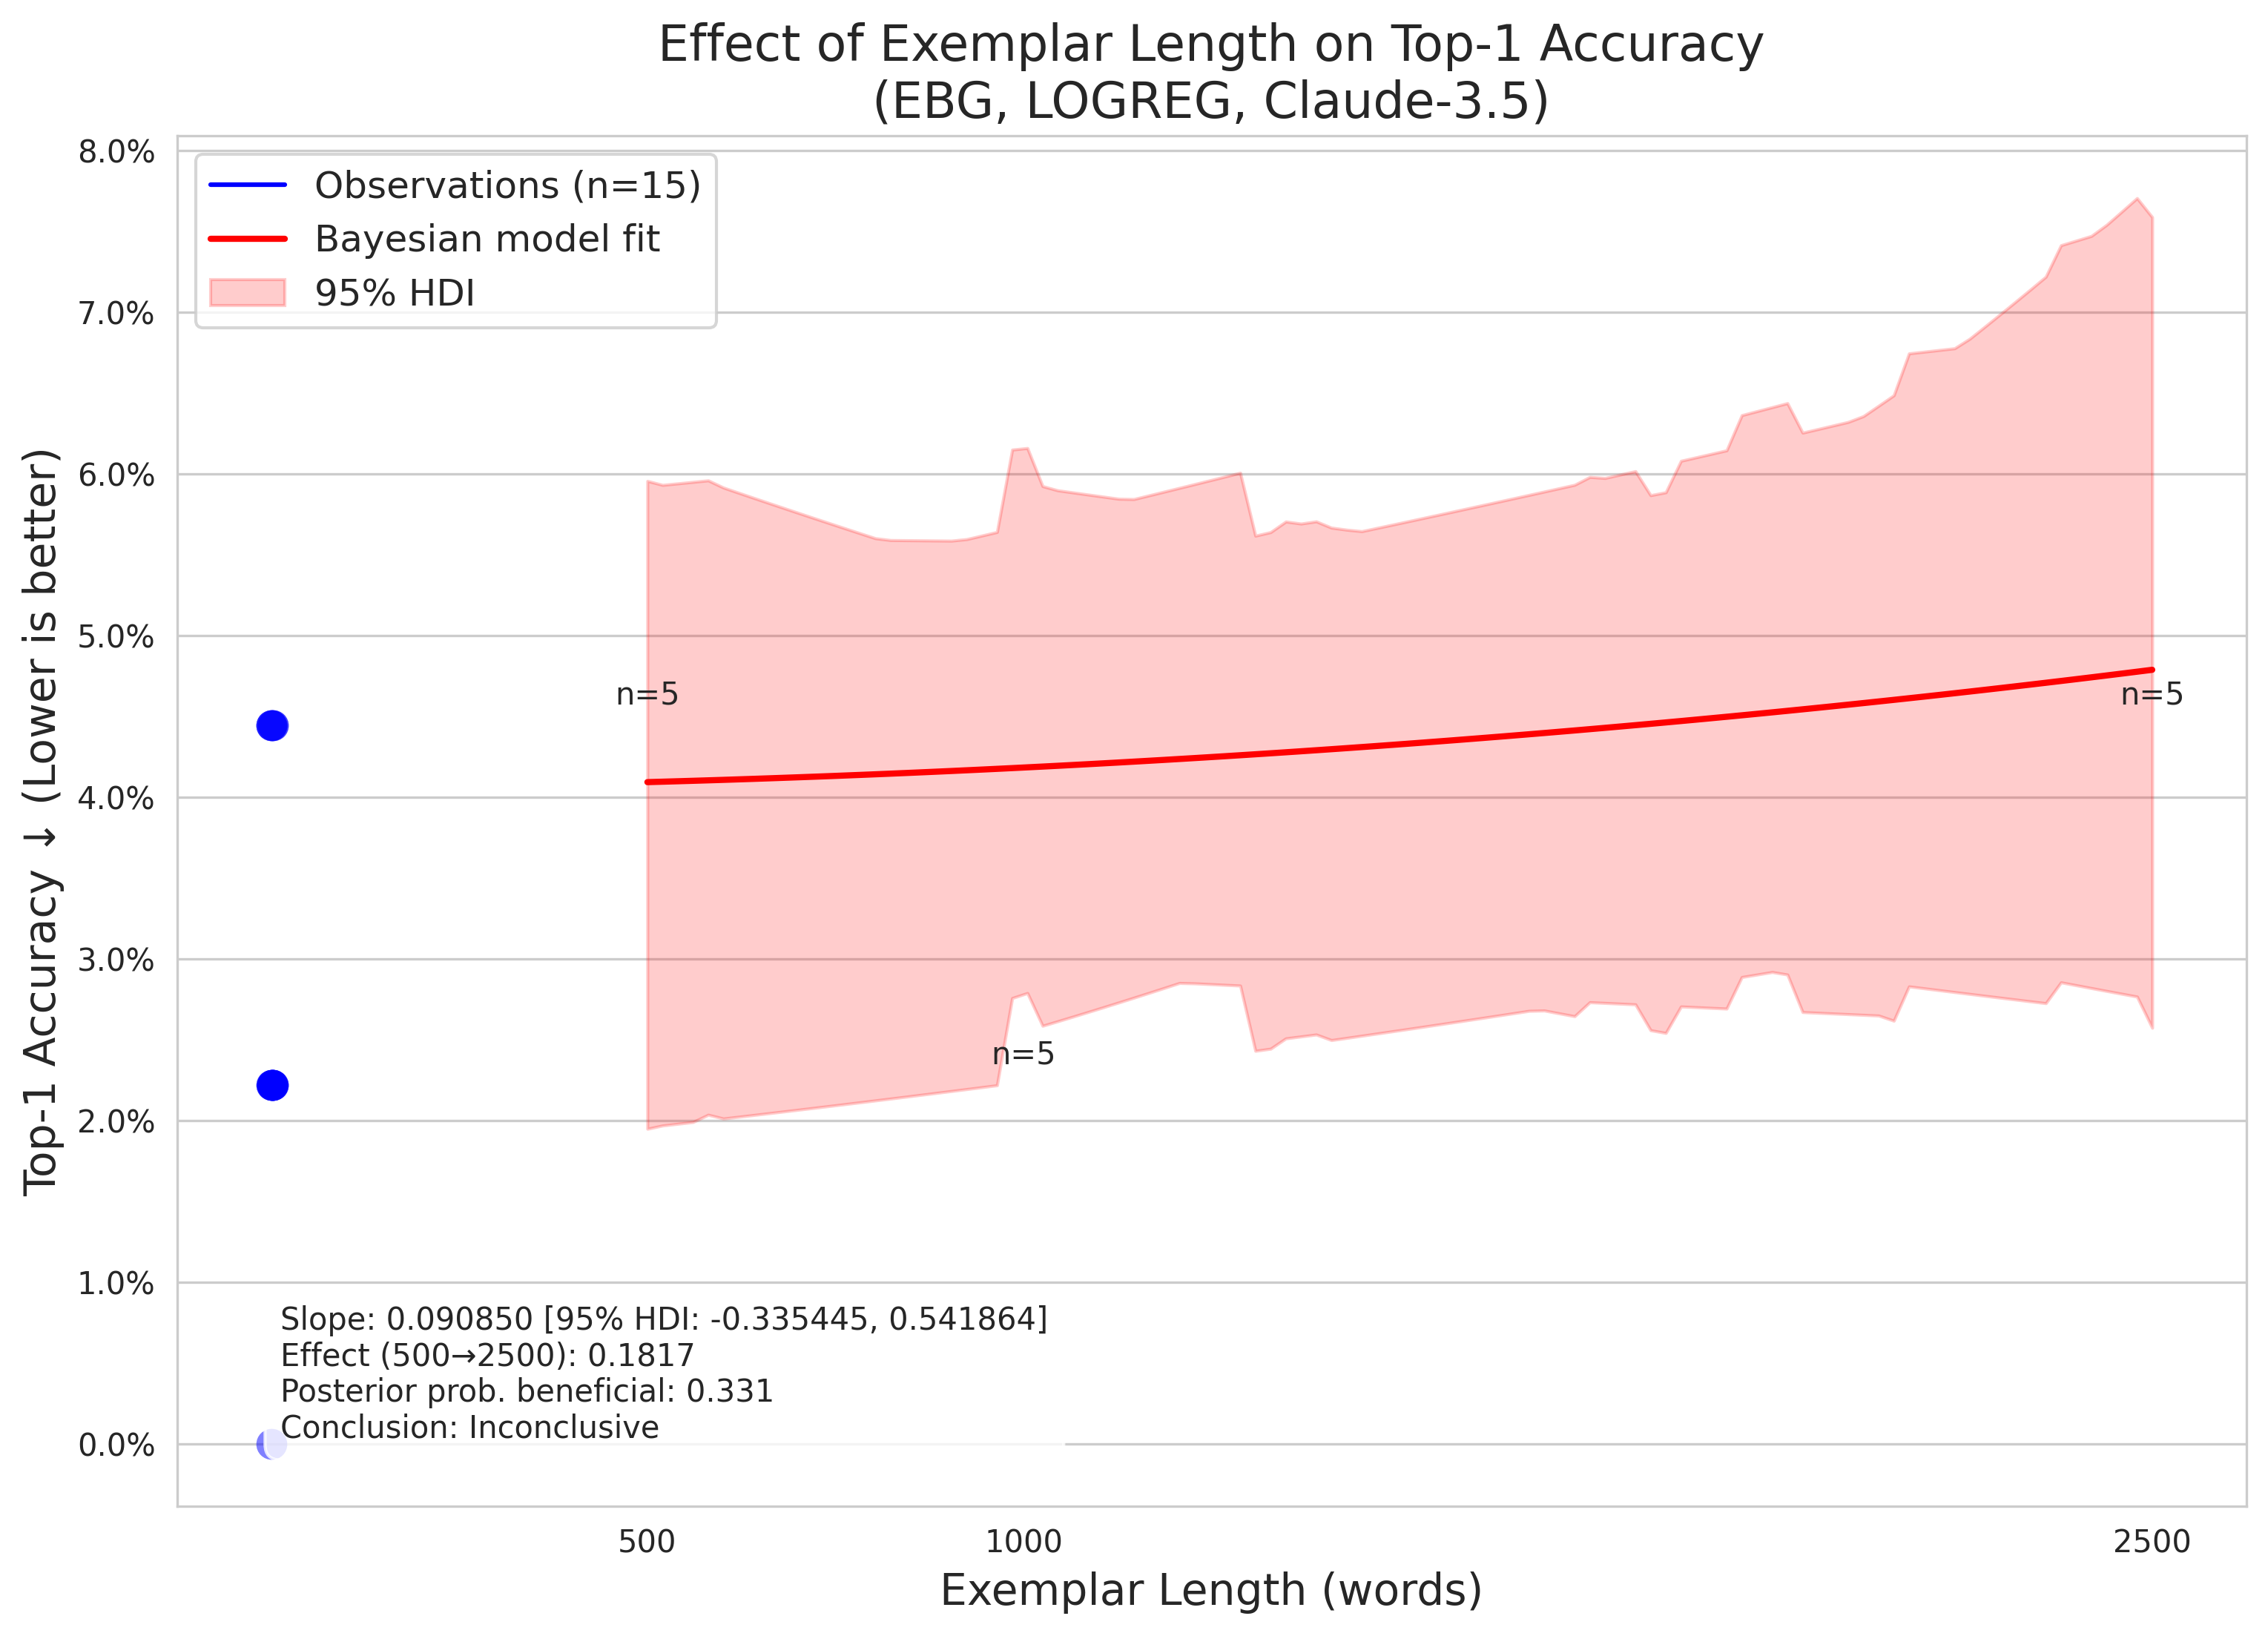 Effect of Exemplar Length on Top-1 Accuracy
(EBG, LOGREG, Claude-3.5)
Observations (n=15)
Bayesian model fit
95% HDI
Top-1 Accuracy ↓ (Lower is better)
8.0%
7.0%
6.0%
5.0%
4.0%
3.0%
2.0%
1.0%
0.0%
n=5
n=5
n=5
Slope: 0.090850 [95% HDI: -0.335445, 0.541864]
Effect (500→2500): 0.1817
Posterior prob. beneficial: 0.331
Conclusion: Inconclusive
500
1000
2500
Exemplar Length (words)